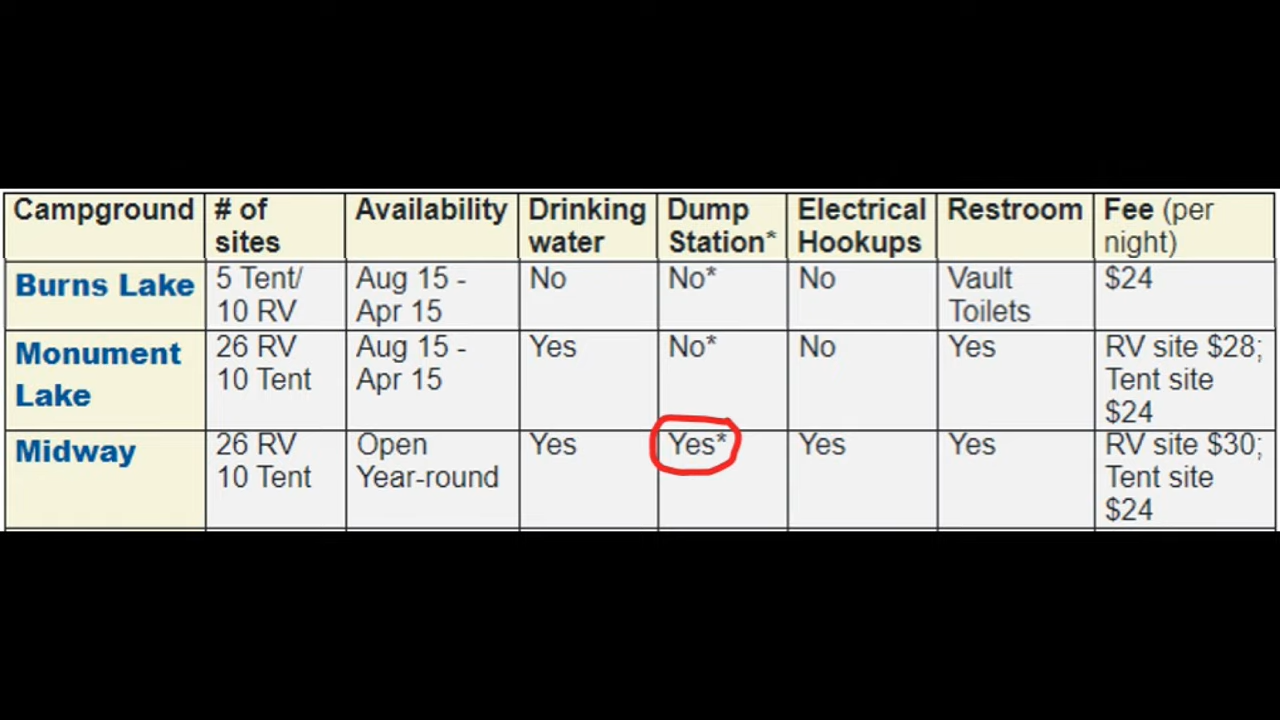 Campground # of sites Availability Drinking water Dump Station* Electrical Hookups Restroom Fee (per night)
Burns Lake 5 Tent/ 10 RV Aug 15 - Apr 15 No No* No Vault Toilets $24
Monument Lake 26 RV 10 Tent Aug 15 - Apr 15 Yes No* No Yes RV site $28; Tent site $24
Midway 26 RV 10 Tent Open Year-round Yes Yes* Yes Yes RV site $30; Tent site $24